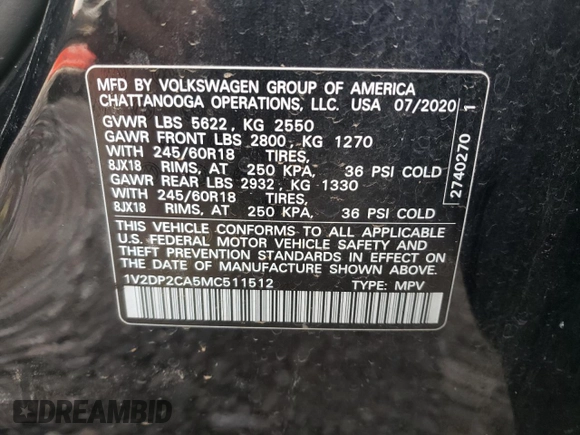 MFD BY VOLKSWAGEN GROUP OF AMERICA
CHATTANOOGA OPERATIONS, LLC. USA 07/2020
GVWR LBS 5622, KG 2550
GAWR FRONT LBS 2800, KG 1270
WITH 245/60R18 TIRES,
8JX18 RIMS, AT 250 KPA, 36 PSI COLD
GAWR REAR LBS 2932, KG 1330
WITH 245/60R18 TIRES,
8JX18 RIMS, AT 250 KPA, 36 PSI COLD
THIS VEHICLE CONFORMS TO ALL APPLICABLE
U.S. FEDERAL MOTOR VEHICLE SAFETY AND
THEFT PREVENTION STANDARDS IN EFFECT ON
THE DATE OF MANUFACTURE SHOWN ABOVE.
1V2DP2CA5MC511512 TYPE: MPV
2740270 1
DREAMBID